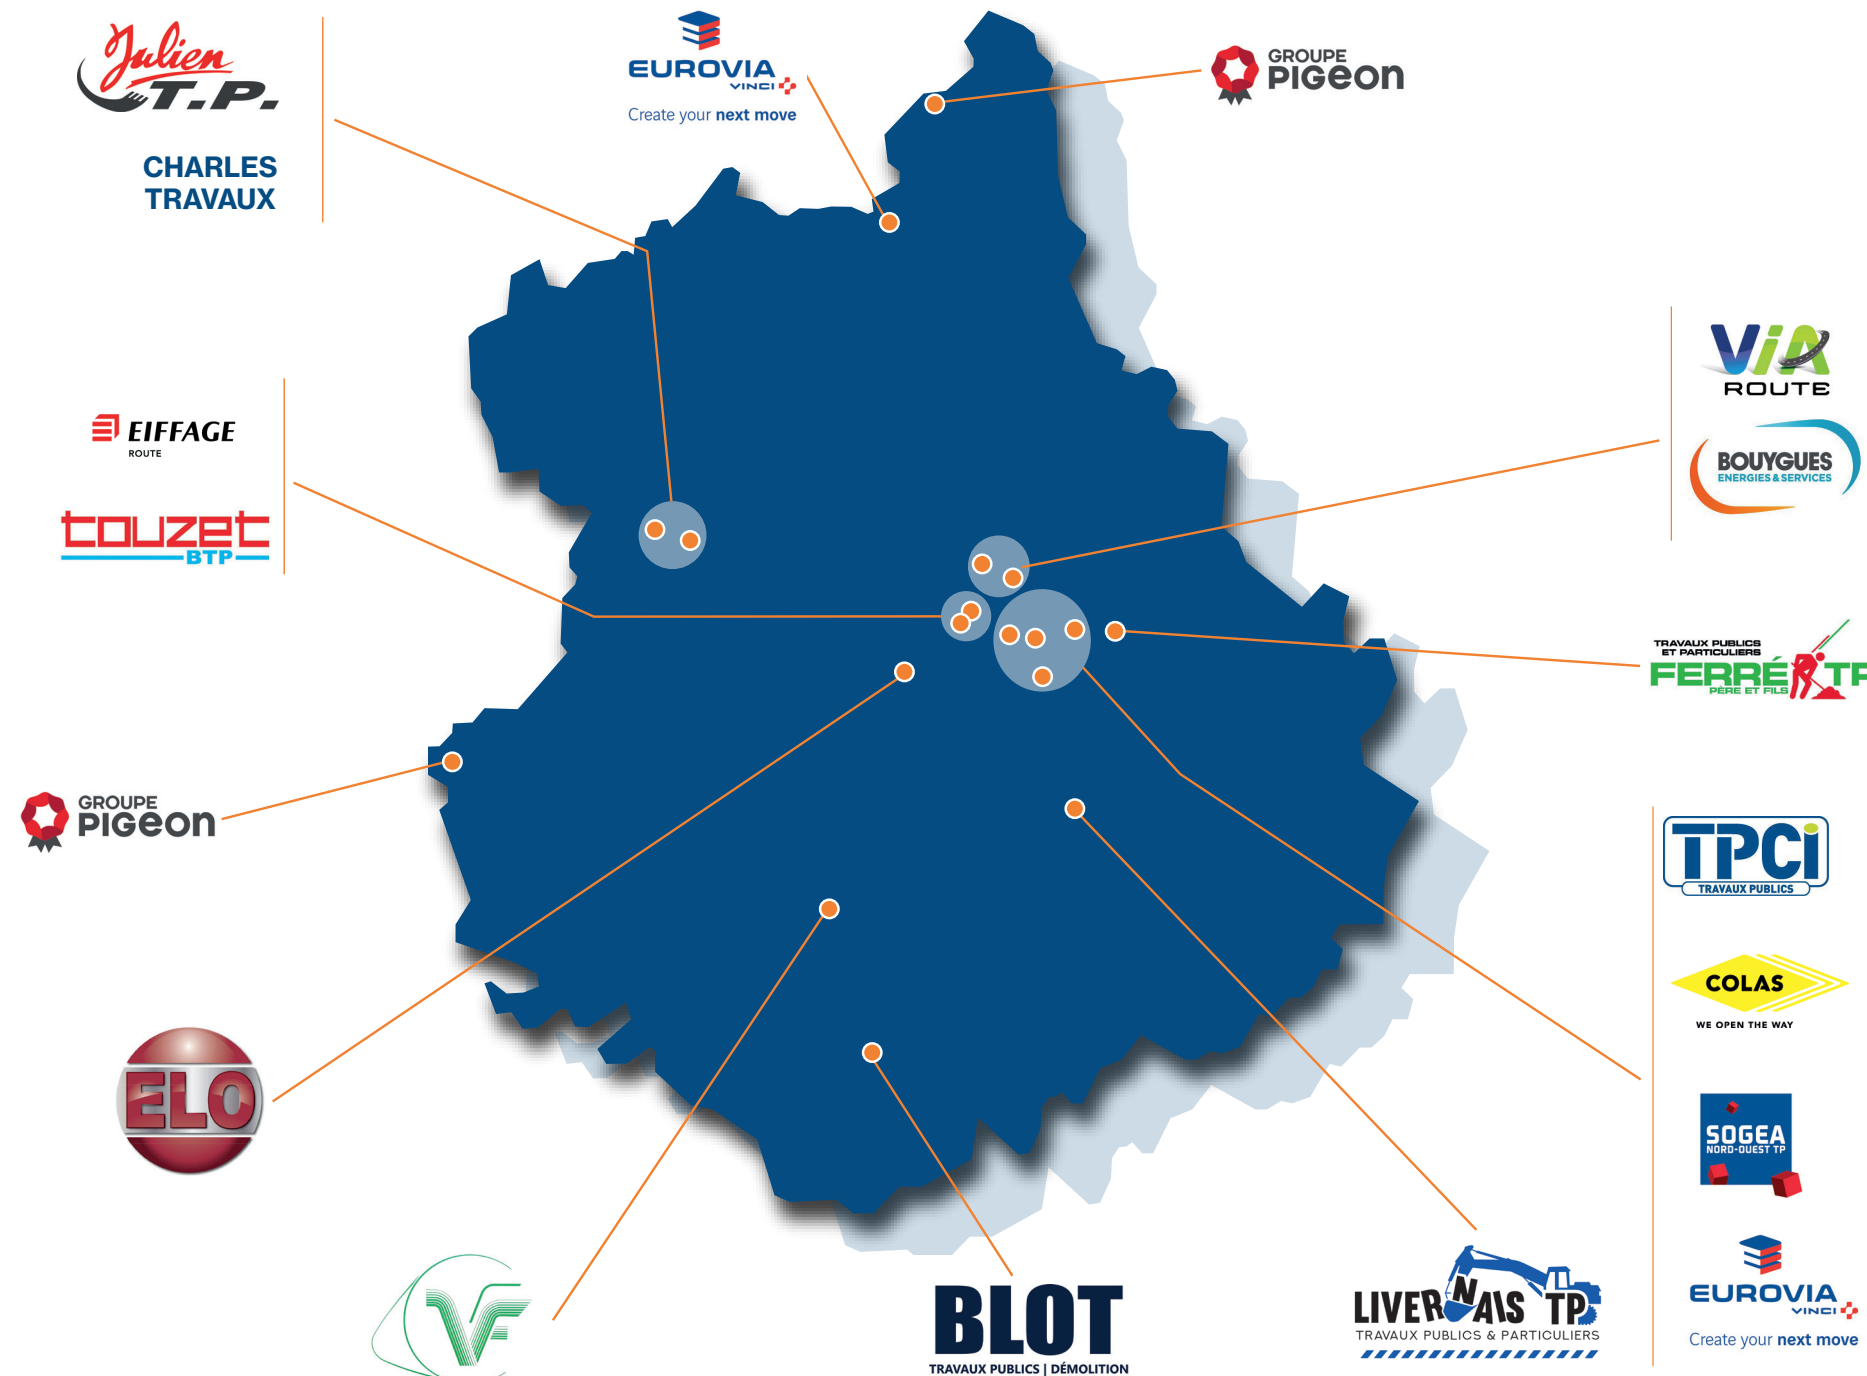 Julien
T.P.
CHARLES
TRAVAUX
EUROVIA
VINCI
Create your next move
GROUPE
PIGeon
EIFFAGE
ROUTE
touzet
BTP
ViA
ROUTE
BOUYGUES
ENERGIES & SERVICES
TRAVAUX PUBLICS
ET PARTICULIERS
FERRÉ TP
PÈRE ET FILS
GROUPE
PIGeon
TPCi
TRAVAUX PUBLICS
COLAS
WE OPEN THE WAY
ELO
SOGEA
NORD-OUEST TP
VF
BLOT
TRAVAUX PUBLICS | DÉMOLITION
LIVERNAIS TP
TRAVAUX PUBLICS & PARTICULIERS
EUROVIA
VINCI
Create your next move